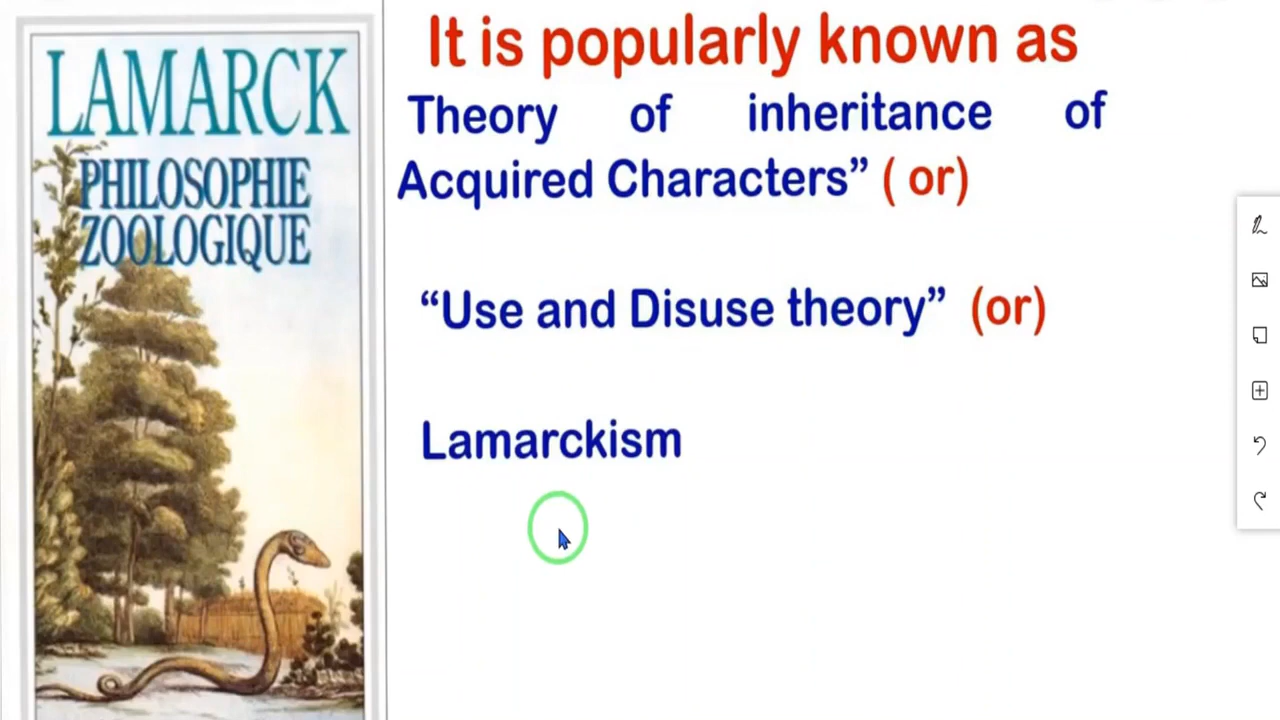 LAMARCK
PHILOSOPHIE
ZOOLOGIQUE
It is popularly known as
Theory of inheritance of
Acquired Characters” ( or)
“Use and Disuse theory” (or)
Lamarckism